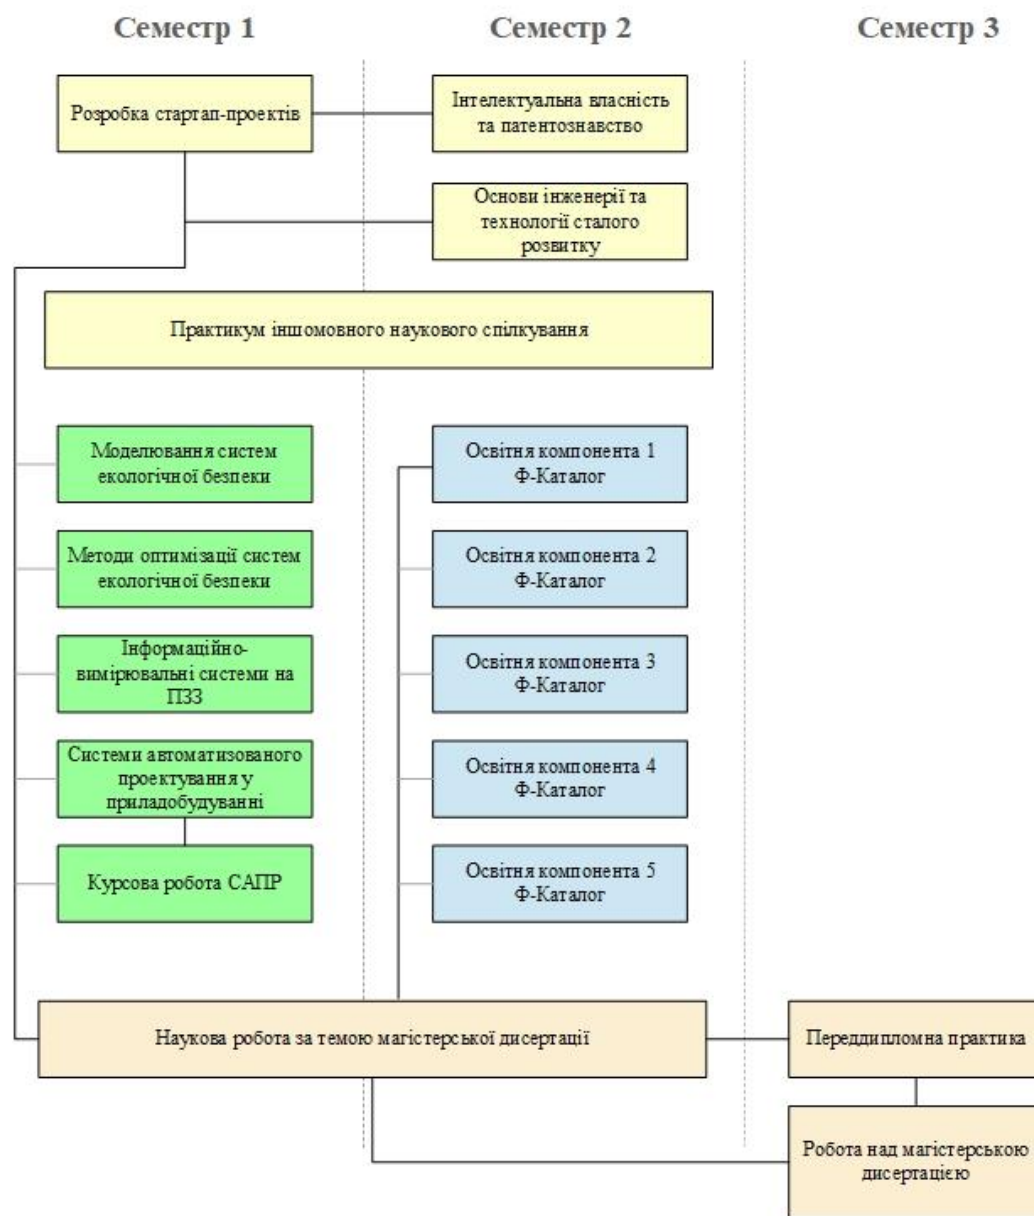 Семестр 1
Семестр 2
Семестр 3
Розробка стартап-проектів
Інтелектуальна власність
та патентознавство
Основи інженерії та
технології сталого
розвитку
Практикум іншомовного наукового спілкування
Моделювання систем
екологічної безпеки
Освітня компонента 1
Ф-Каталог
Методи оптимізації систем
екологічної безпеки
Освітня компонента 2
Ф-Каталог
Інформаційно-
вимірювальні системи на
ПЗЗ
Освітня компонента 3
Ф-Каталог
Системи автоматизованого
проектування у
приладобудуванні
Освітня компонента 4
Ф-Каталог
Курсова робота САПР
Освітня компонента 5
Ф-Каталог
Наукова робота за темою магістерської дисертації
Переддипломна практика
Робота над магістерською
дисертацією